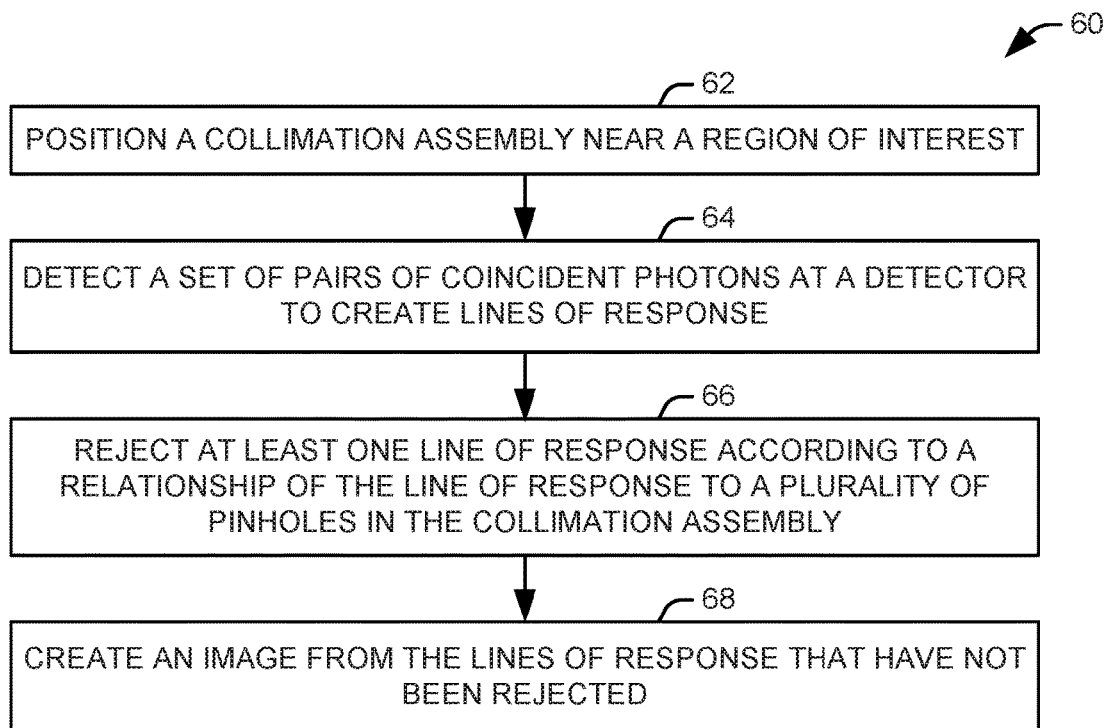 60
62
POSITION A COLLIMATION ASSEMBLY NEAR A REGION OF INTEREST
64
DETECT A SET OF PAIRS OF COINCIDENT PHOTONS AT A DETECTOR
TO CREATE LINES OF RESPONSE
66
REJECT AT LEAST ONE LINE OF RESPONSE ACCORDING TO A
RELATIONSHIP OF THE LINE OF RESPONSE TO A PLURALITY OF
PINHOLES IN THE COLLIMATION ASSEMBLY
68
CREATE AN IMAGE FROM THE LINES OF RESPONSE THAT HAVE NOT
BEEN REJECTED